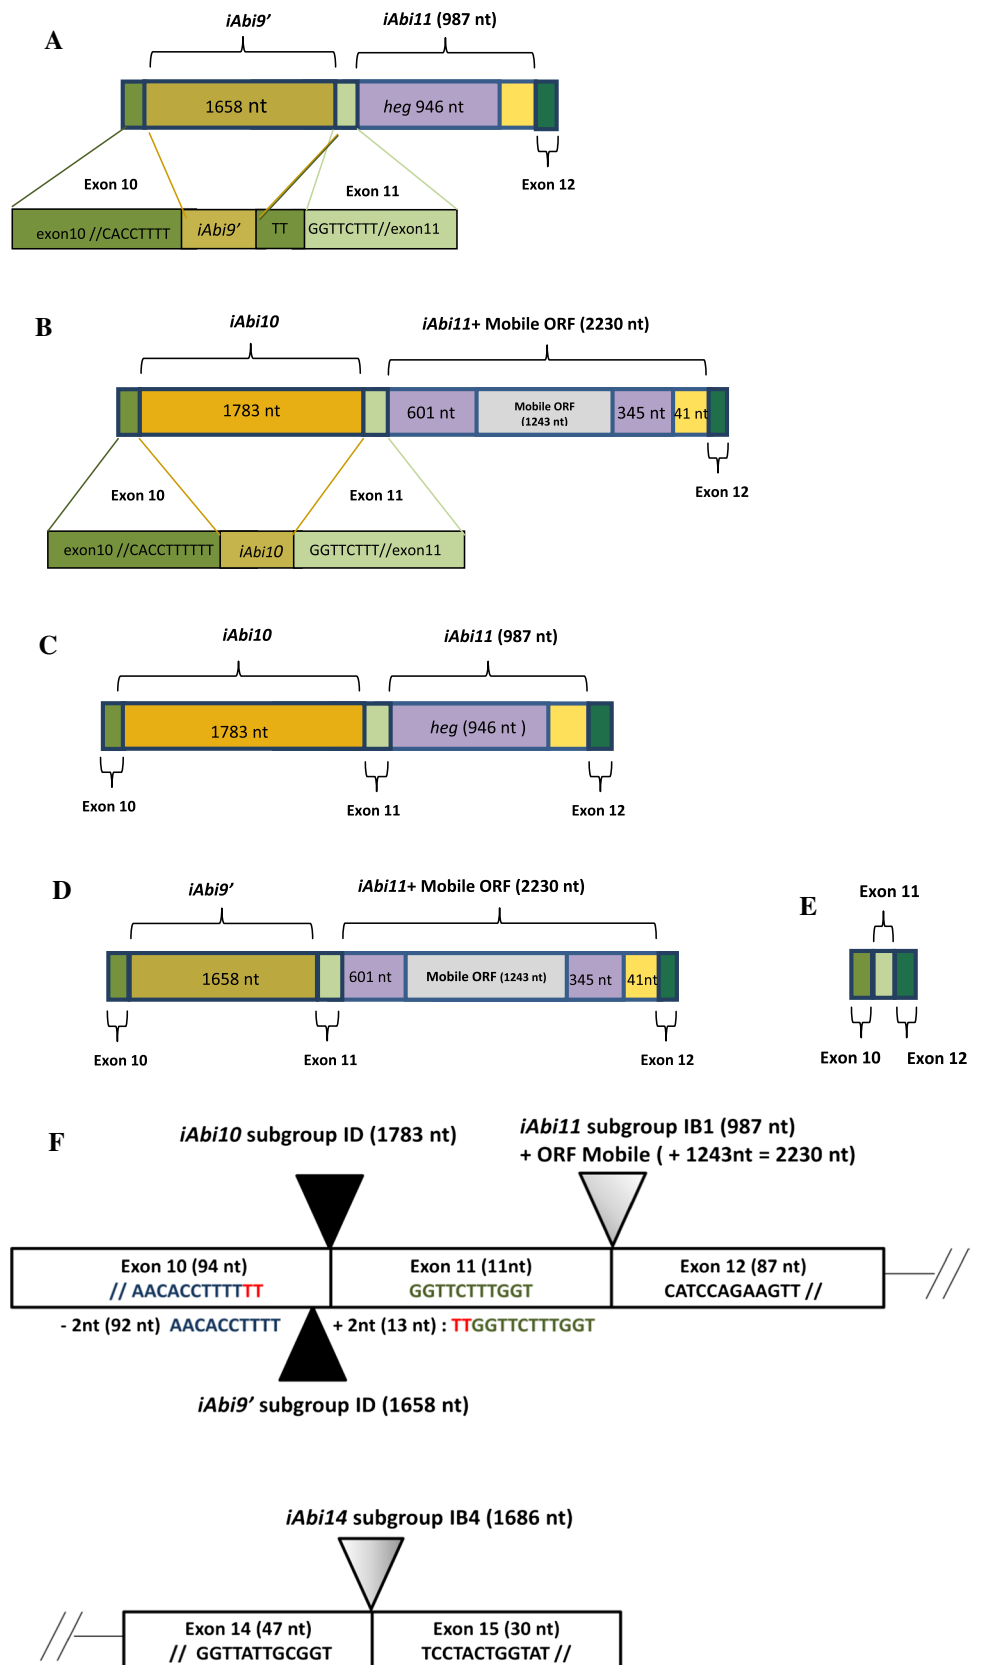 A
iAbi9’
iAbi11 (987 nt)
1658 nt
heg 946 nt
Exon 10
Exon 11
Exon 12
exon10 //CACCTTTT
iAbi9’
TT
GGTTCTTT//exon11
B
iAbi10
iAbi11+ Mobile ORF (2230 nt)
1783 nt
601 nt
Mobile ORF
(1243 nt)
345 nt
41 nt
Exon 10
Exon 11
Exon 12
exon10 //CACCTTTTTT
iAbi10
GGTTCTTT//exon11
C
iAbi10
iAbi11 (987 nt)
1783 nt
heg (946 nt )
Exon 10
Exon 11
Exon 12
D
iAbi9’
iAbi11+ Mobile ORF (2230 nt)
1658 nt
601 nt
Mobile ORF (1243 nt)
345 nt
41nt
Exon 10
Exon 11
Exon 12
E
Exon 11
Exon 10
Exon 12
F
iAbi10 subgroup ID (1783 nt)
iAbi11 subgroup IB1 (987 nt)
+ ORF Mobile ( + 1243nt = 2230 nt)
Exon 10 (94 nt)
// AACACCTTTTTT
Exon 11 (11nt)
GGTTCTTTGGT
Exon 12 (87 nt)
CATCCAGAAGTT //
- 2nt (92 nt) AACACCTTTT
+ 2nt (13 nt) : TTGGTTCTTTGGT
iAbi9’ subgroup ID (1658 nt)
iAbi14 subgroup IB4 (1686 nt)
Exon 14 (47 nt)
// GGTTATTGCGGT
Exon 15 (30 nt)
TCCTACTGGTAT //